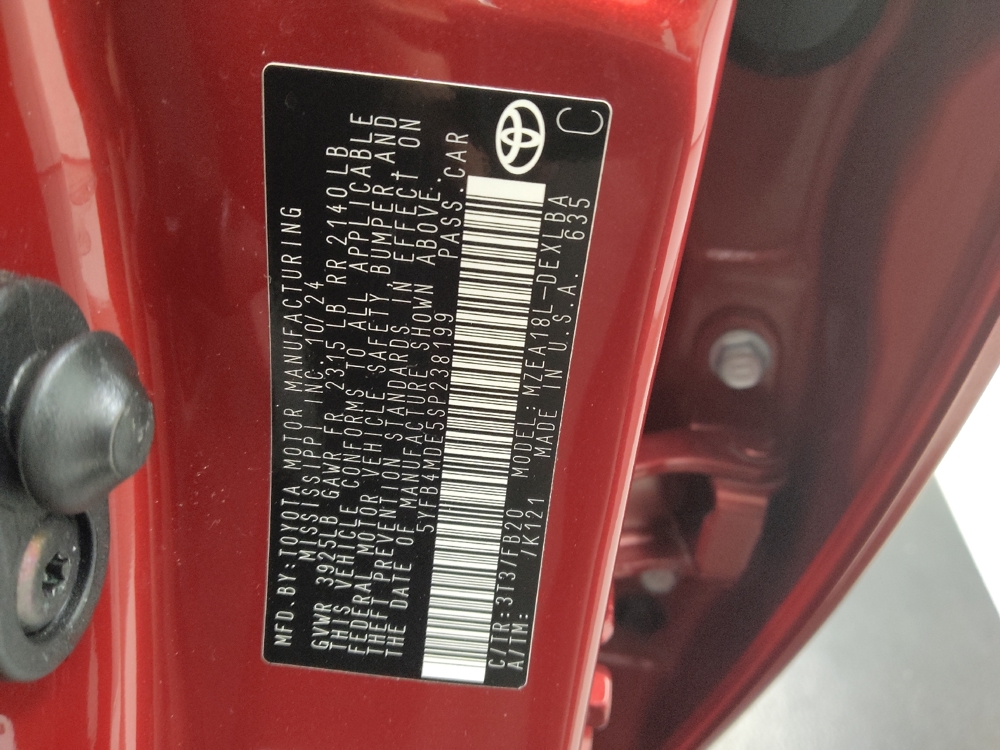 MFD.BY:TOYOTA MOTOR MANUFACTURING
MISSISSIPPI INC.10/24
GVWR 3925LB GAWR FR 2315 LB RR 2140LB
THIS VEHICLE CONFORMS TO ALL APPLICABLE
FEDERAL MOTOR VEHICLE SAFETY,BUMPER,AND
THEFT PREVENTION STANDARDS IN EFFECT ON
THE DATE OF MANUFACTURE SHOWN ABOVE.
5YFB4MDE5SP238199 PASS.CAR
C/TR:3T3/FB20 MODEL:MZEA18L-DEXLBA
A/TM: /K121 MADE IN U.S.A. 635
C